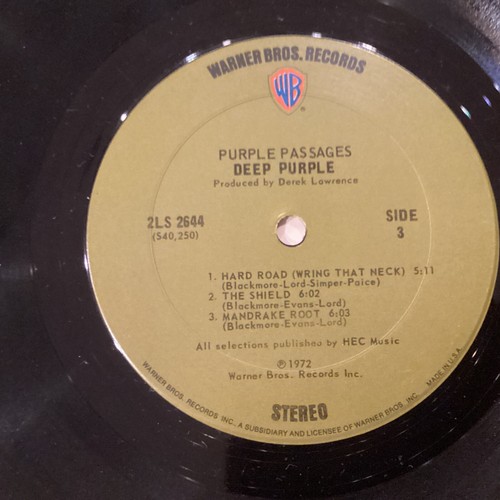 WARNER BROS. RECORDS
WB
®
PURPLE PASSAGES
DEEP PURPLE
Produced by Derek Lawrence
2LS 2644
(S40,250)
SIDE
3
1. HARD ROAD (WRING THAT NECK) 5:11
(Blackmore-Lord-Simper-Paice)
2. THE SHIELD 6:02
(Blackmore-Evans-Lord)
3. MANDRAKE ROOT 6:03
(Blackmore-Evans-Lord)
All selections published by HEC Music
℗ 1972
Warner Bros. Records Inc.
STEREO
WARNER BROS. RECORDS INC., A SUBSIDIARY AND LICENSEE OF WARNER BROS. INC. MADE IN U.S.A.